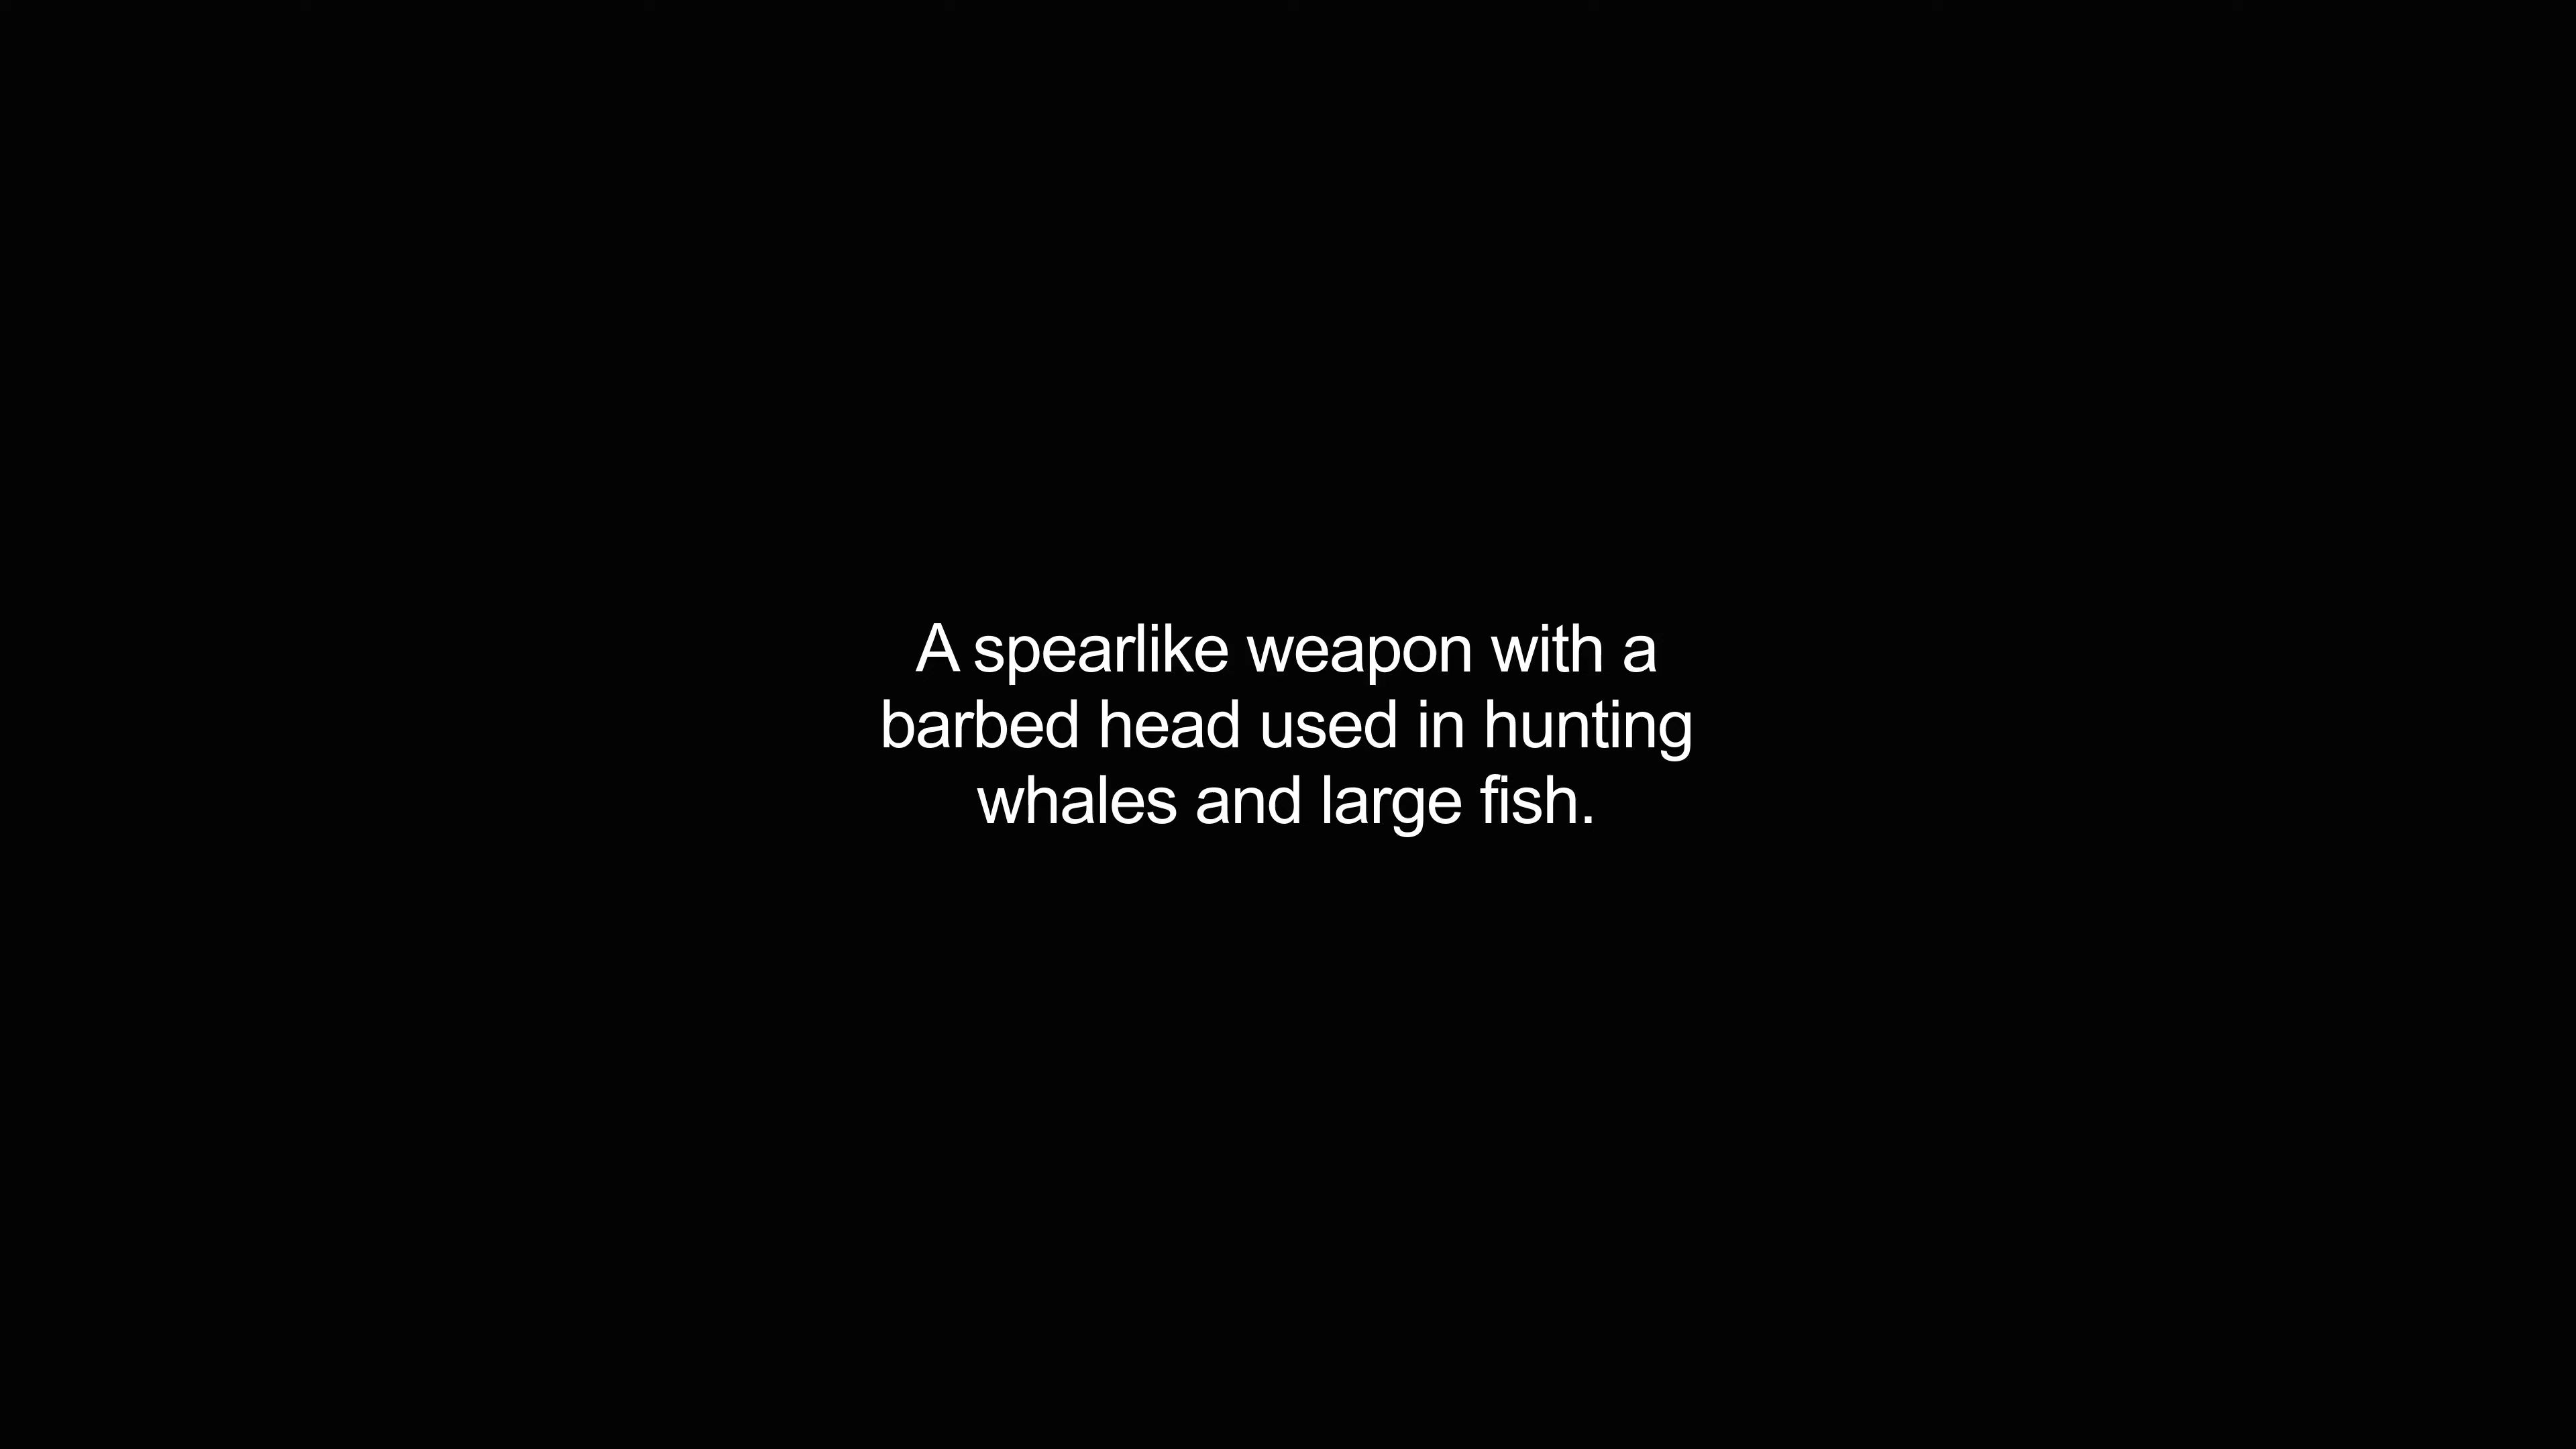 A spearlike weapon with a
barbed head used in hunting
whales and large fish.